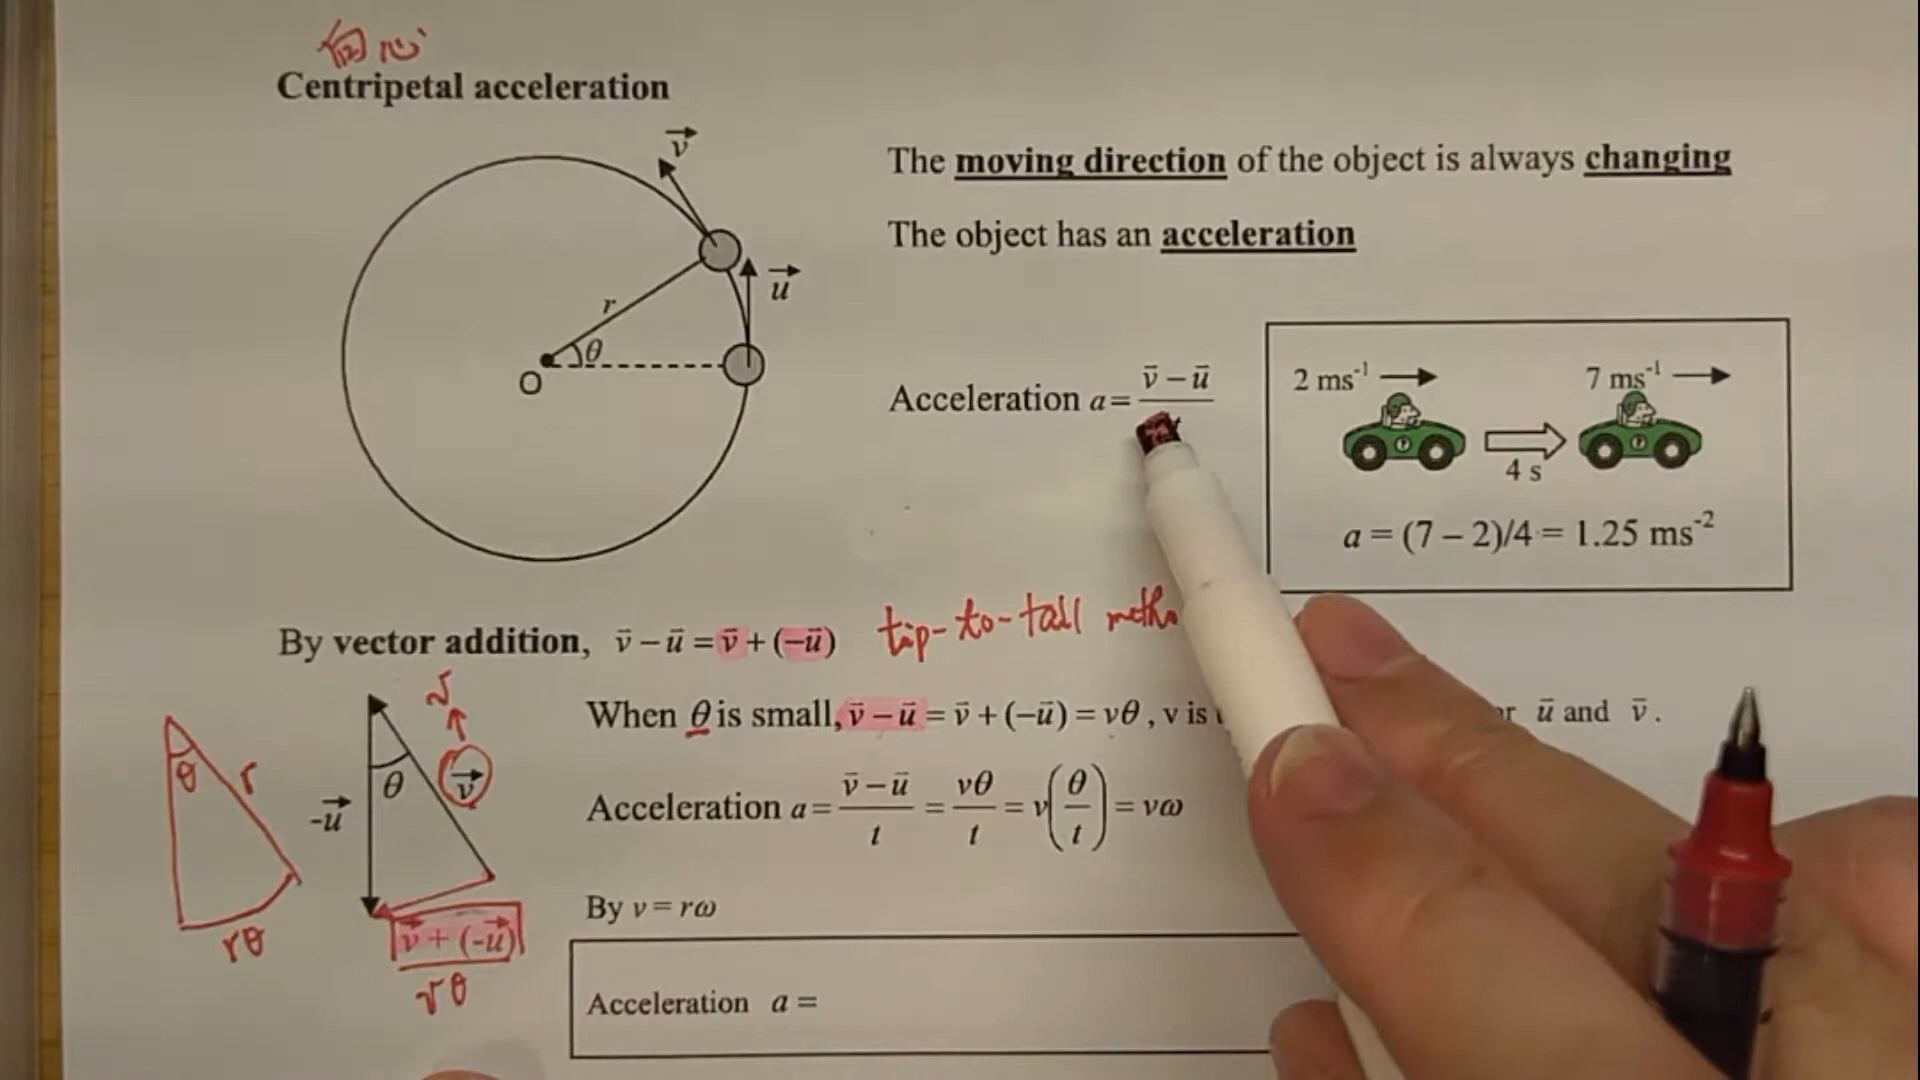 向心
Centripetal acceleration
v⃗
The moving direction of the object is always changing
u⃗
The object has an acceleration
r
θ
O
Acceleration a = (v̄ − ū)/
2 ms⁻¹
7 ms⁻¹
4 s
a = (7 – 2)/4 = 1.25 ms⁻²
By vector addition, v̄ − ū = v̄ + (−ū) tip-to-tail
When θ is small, v̄ − ū = v̄ + (−ū) = vθ , v is
ū and v̄ .
v
θ
r
θ
v⃗
-u⃗
Acceleration a = (v̄ − ū)/t = vθ/t = v(θ/t) = vω
By v = rω
rθ
v⃗ + (-u⃗)
vθ
Acceleration a =